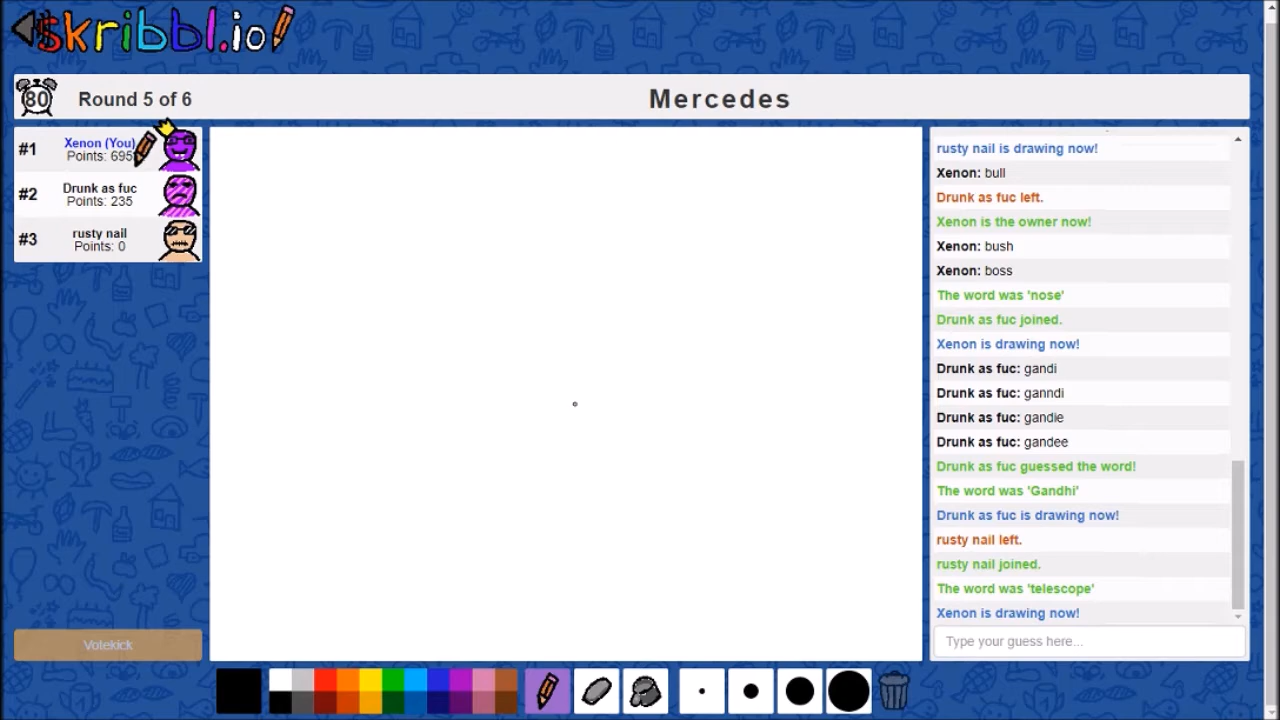 skribbl.io
80 Round 5 of 6 Mercedes
#1 Xenon (You)
Points: 695
#2 Drunk as fuc
Points: 235
#3 rusty nail
Points: 0
rusty nail is drawing now!
Xenon: bull
Drunk as fuc left.
Xenon is the owner now!
Xenon: bush
Xenon: boss
The word was 'nose'
Drunk as fuc joined.
Xenon is drawing now!
Drunk as fuc: gandi
Drunk as fuc: ganndi
Drunk as fuc: gandie
Drunk as fuc: gandee
Drunk as fuc guessed the word!
The word was 'Gandhi'
Drunk as fuc is drawing now!
rusty nail left.
rusty nail joined.
The word was 'telescope'
Xenon is drawing now!
Type your guess here...
Votekick